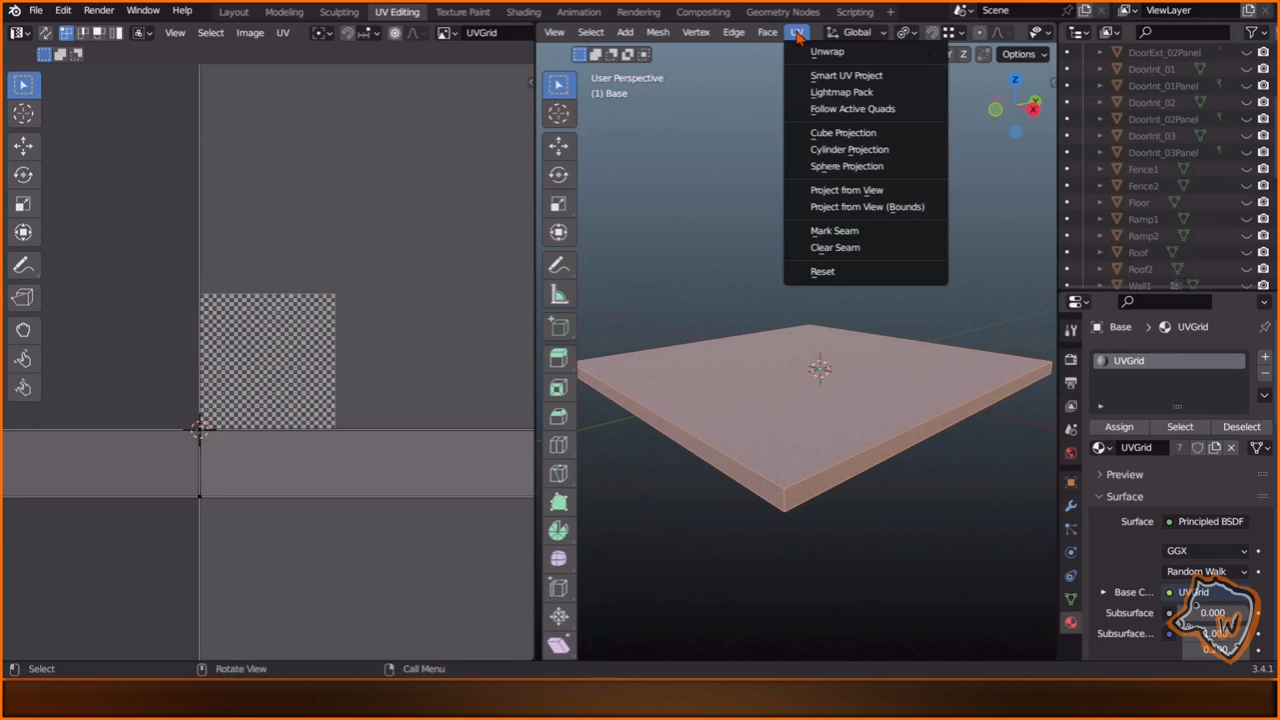 File Edit Render Window Help Layout Modeling Sculpting UV Editing Texture Paint Shading Animation Rendering Compositing Geometry Nodes Scripting + Scene ViewLayer
View Select Image UV UVGrid View Select Add Mesh Vertex Edge Face UV Global
Y Z Options
User Perspective
(1) Base
Unwrap
Smart UV Project
Lightmap Pack
Follow Active Quads
Cube Projection
Cylinder Projection
Sphere Projection
Project from View
Project from View (Bounds)
Mark Seam
Clear Seam
Reset
Z
Y
X
DoorExt_02Panel
DoorInt_01
DoorInt_01Panel
DoorInt_02
DoorInt_02Panel
DoorInt_03
DoorInt_03Panel
Fence1
Fence2
Floor
Ramp1
Ramp2
Roof
Roof2
Wall1
Base > UVGrid
UVGrid
Assign Select Deselect
UVGrid 7
Preview
Surface
Surface Principled BSDF
GGX
Random Walk
Base C... UVGrid
Subsurface 0.000
Subsurface... 1.000
W
Select Rotate View Call Menu 3.4.1